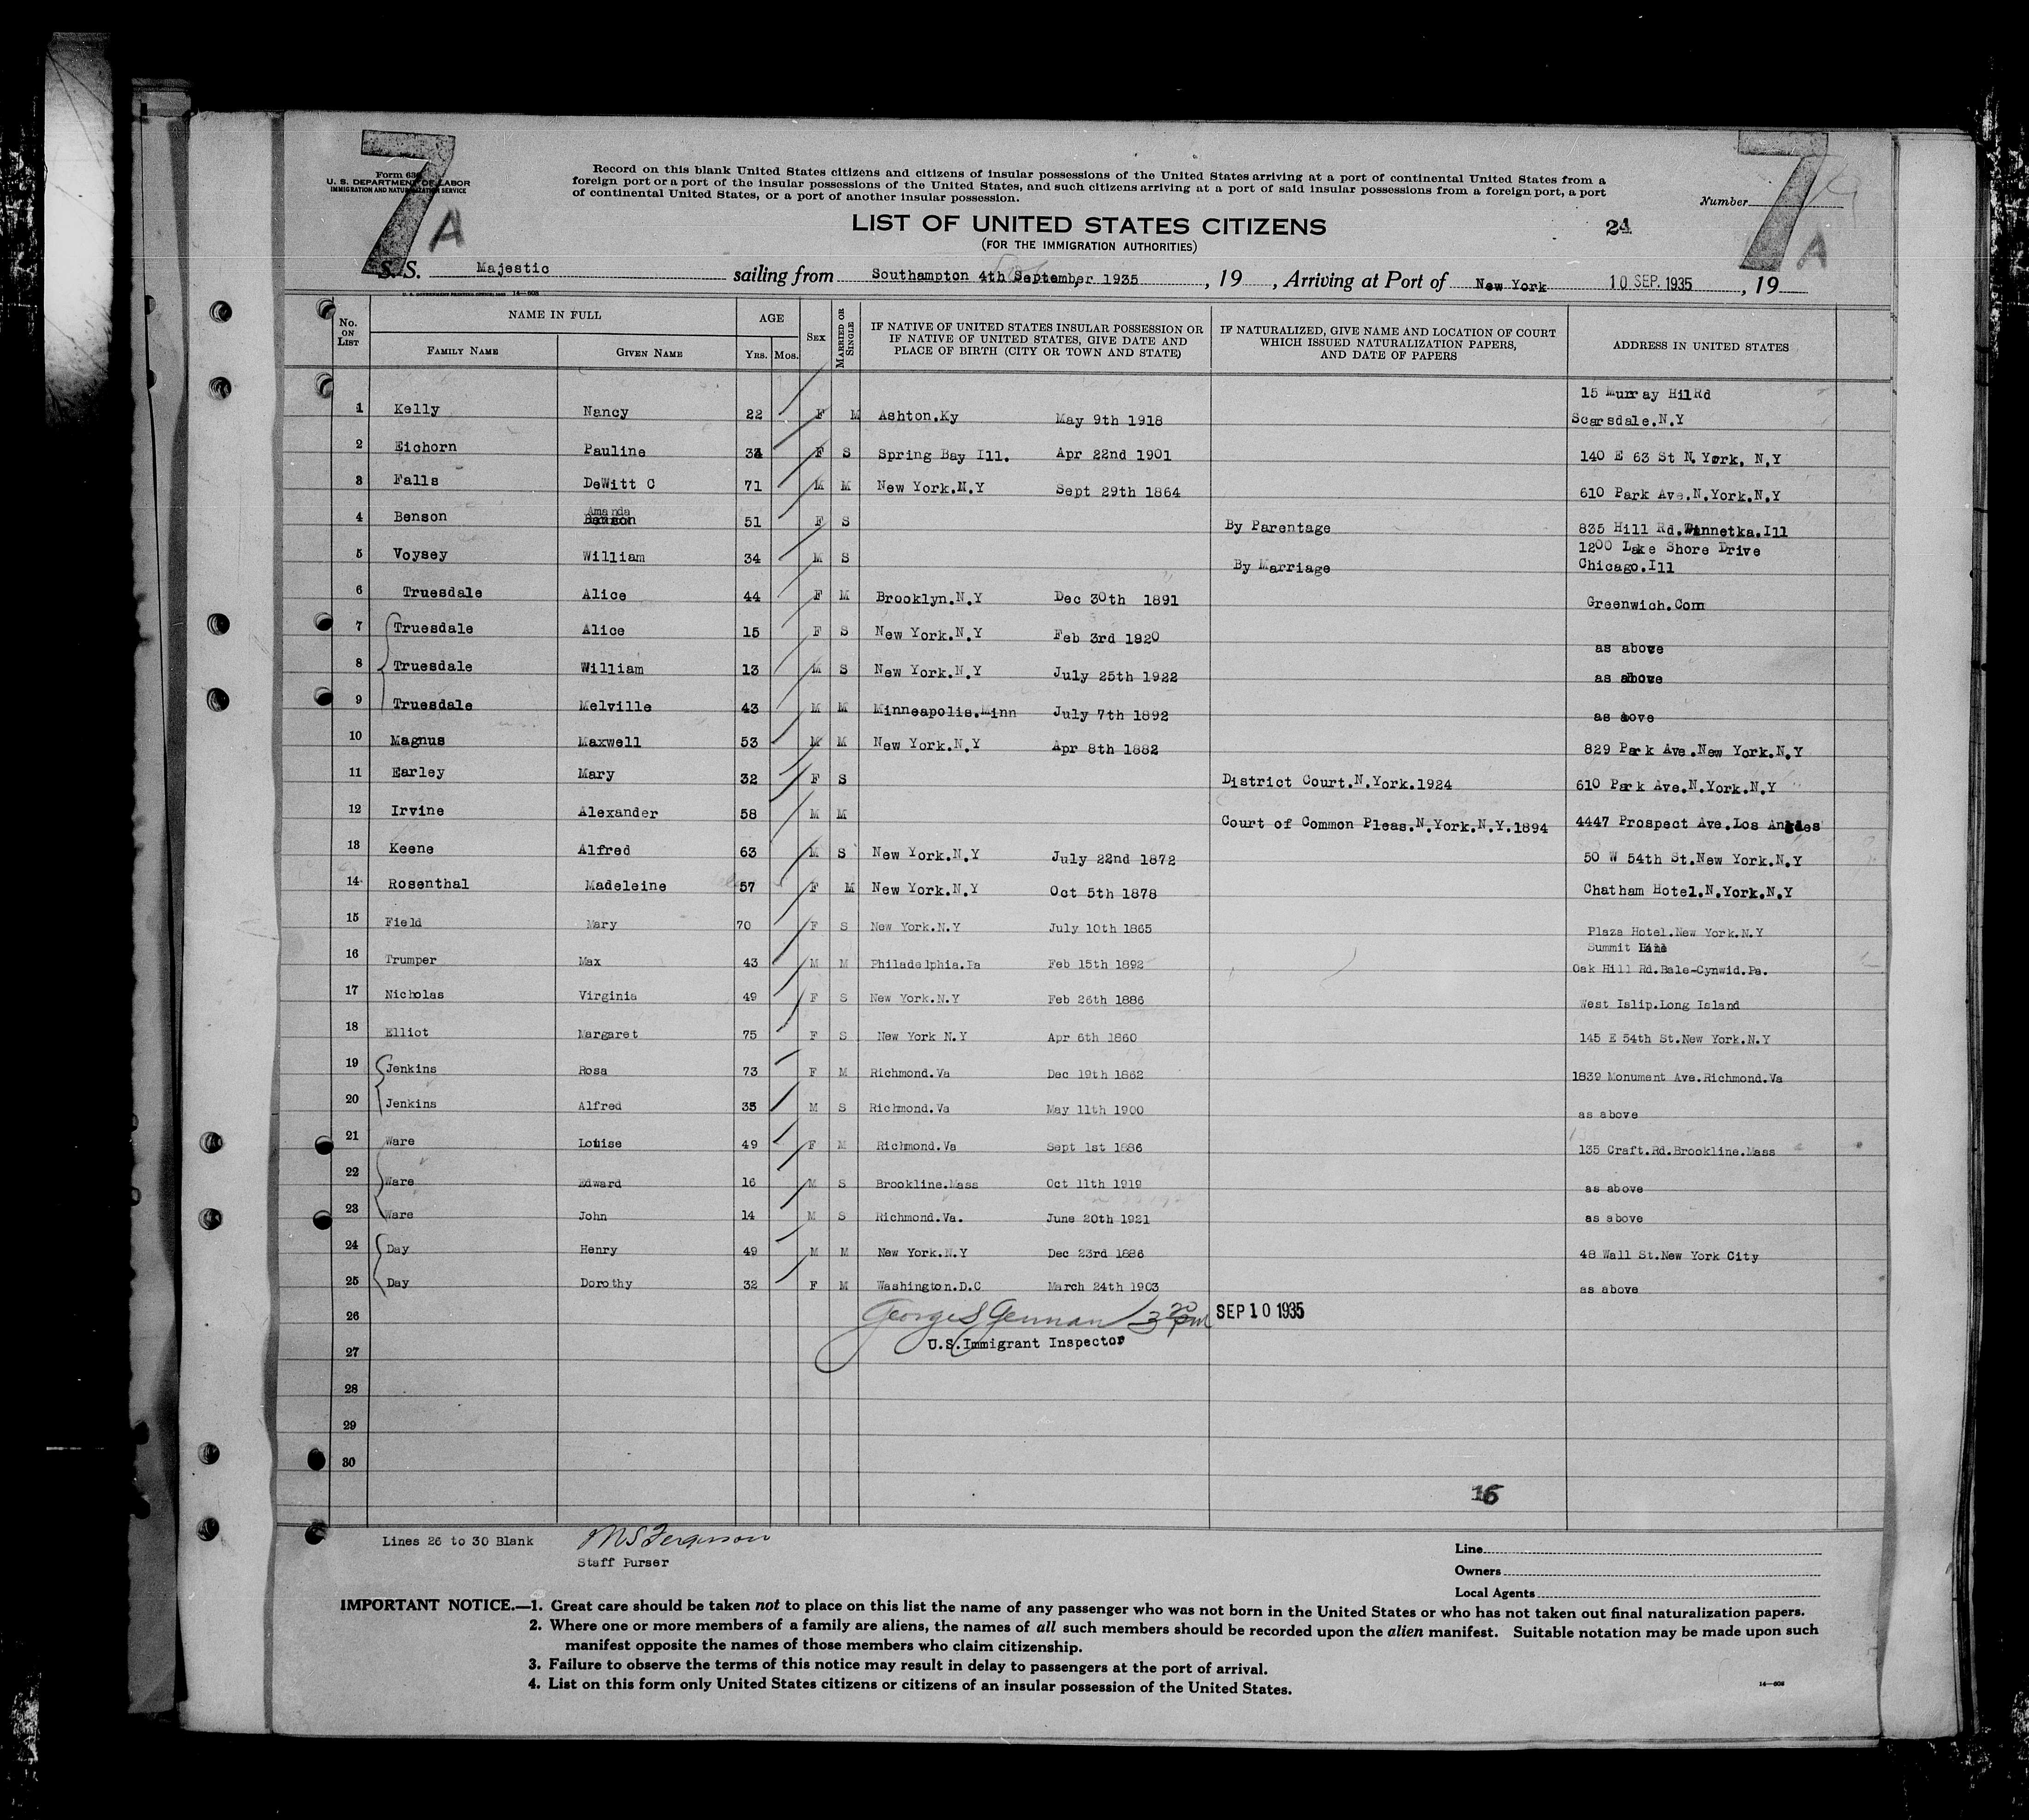 7 A
7 A
Form 630
U. S. DEPARTMENT OF LABOR
IMMIGRATION AND NATURALIZATION SERVICE
Record on this blank United States citizens and citizens of insular possessions of the United States arriving at a port of continental United States from a
foreign port or a port of the insular possessions of the United States, and such citizens arriving at a port of said insular possessions from a foreign port, a port
of continental United States, or a port of another insular possession.
Number
LIST OF UNITED STATES CITIZENS
(FOR THE IMMIGRATION AUTHORITIES)
S. S. Majestic sailing from Southampton 4th September 1935, 19 , Arriving at Port of New York 10 SEP. 1935, 19
No. ON LIST NAME IN FULL AGE SEX MARRIED OR SINGLE IF NATIVE OF UNITED STATES INSULAR POSSESSION OR IF NATIVE OF UNITED STATES, GIVE DATE AND PLACE OF BIRTH (CITY OR TOWN AND STATE) IF NATURALIZED, GIVE NAME AND LOCATION OF COURT WHICH ISSUED NATURALIZATION PAPERS, AND DATE OF PAPERS ADDRESS IN UNITED STATES
FAMILY NAME GIVEN NAME YRS. MOS.
15 Murray HilRd
1 Kelly Nancy 22 F M Ashton.Ky May 9th 1918 Scarsdale.N.Y
2 Eichorn Pauline 34 F S Spring Bay Ill. Apr 22nd 1901 140 E 63 St N.York. N.Y
3 Falls DeWitt C 71 M M New York.N.Y Sept 29th 1864 610 Park Ave.N.York.N.Y
4 Benson Amanda 51 F S By Parentage 835 Hill Rd.Winnetka.Ill
5 Voysey William 34 M S By Marriage 1200 Lake Shore Drive
Chicago.Ill
6 Truesdale Alice 44 F M Brooklyn.N.Y Dec 30th 1891 Greenwich.Conn
7 Truesdale Alice 15 F S New York.N.Y Feb 3rd 1920 as above
8 Truesdale William 13 M S New York.N.Y July 25th 1922 as above
9 Truesdale Melville 43 M M Minneapolis.Minn July 7th 1892 as aove
10 Magnus Maxwell 53 M M New York.N.Y Apr 8th 1882 829 Park Ave.New York.N.Y
11 Earley Mary 32 F S District Court.N.York.1924 610 Park Ave.N.York.N.Y
12 Irvine Alexander 58 M M Court of Common Pleas.N.York.N.Y.1894 4447 Prospect Ave.Los Angles
13 Keene Alfred 63 M S New York.N.Y July 22nd 1872 50 W 54th St.New York.N.Y
14 Rosenthal Madeleine 57 F M New York.N.Y Oct 5th 1878 Chatham Hotel.N.York.N.Y
15 Field Mary 70 F S New York.N.Y July 10th 1865 Plaza Hotel.New York.N.Y
Summit
16 Trumper Max 43 M M Philadelphia.Pa Feb 15th 1892 Oak Hill Rd.Bale-Cynwid.Pa.
17 Nicholas Virginia 49 F S New York.N.Y Feb 26th 1886 West Islip.Long Island
18 Elliot Margaret 75 F S New York N.Y Apr 6th 1860 145 E 54th St.New York.N.Y
19 Jenkins Rosa 73 F M Richmond.Va Dec 19th 1862 1839 Monument Ave.Richmond.Va
20 Jenkins Alfred 35 M S Richmond.Va May 11th 1900 as above
21 Ware Louise 49 F M Richmond.Va Sept 1st 1886 135 Craft.Rd.Brookline.Mass
22 Ware Edward 16 M S Brookline.Mass Oct 11th 1919 as above
23 Ware John 14 M S Richmond.Va. June 20th 1921 as above
24 Day Henry 49 M M New York.N.Y Dec 23rd 1886 48 Wall St.New York City
25 Day Dorothy 32 F M Washington.D.C March 24th 1903 as above
26 SEP 10 1935
U.S.Immigrant Inspector
27
28
29
30
16
Lines 26 to 30 Blank M S Ferguson
Staff Purser
Line
Owners
Local Agents
IMPORTANT NOTICE.—1. Great care should be taken not to place on this list the name of any passenger who was not born in the United States or who has not taken out final naturalization papers.
2. Where one or more members of a family are aliens, the names of all such members should be recorded upon the alien manifest. Suitable notation may be made upon such
manifest opposite the names of those members who claim citizenship.
3. Failure to observe the terms of this notice may result in delay to passengers at the port of arrival.
4. List on this form only United States citizens or citizens of an insular possession of the United States.
14—608